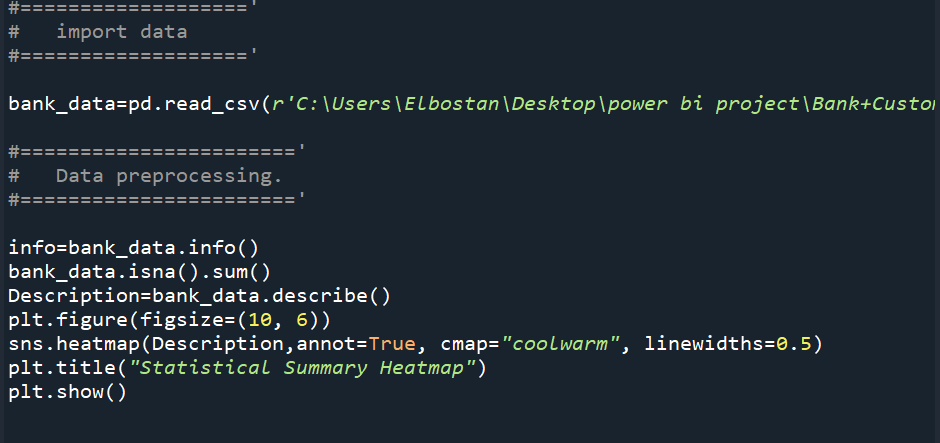 #==================='
#   import data
#==================='
bank_data=pd.read_csv(r'C:\Users\Elbostan\Desktop\power bi project\Bank+Custo
#======================='
#   Data preprocessing.
#======================='
info=bank_data.info()
bank_data.isna().sum()
Description=bank_data.describe()
plt.figure(figsize=(10, 6))
sns.heatmap(Description,annot=True, cmap="coolwarm", linewidths=0.5)
plt.title("Statistical Summary Heatmap")
plt.show()